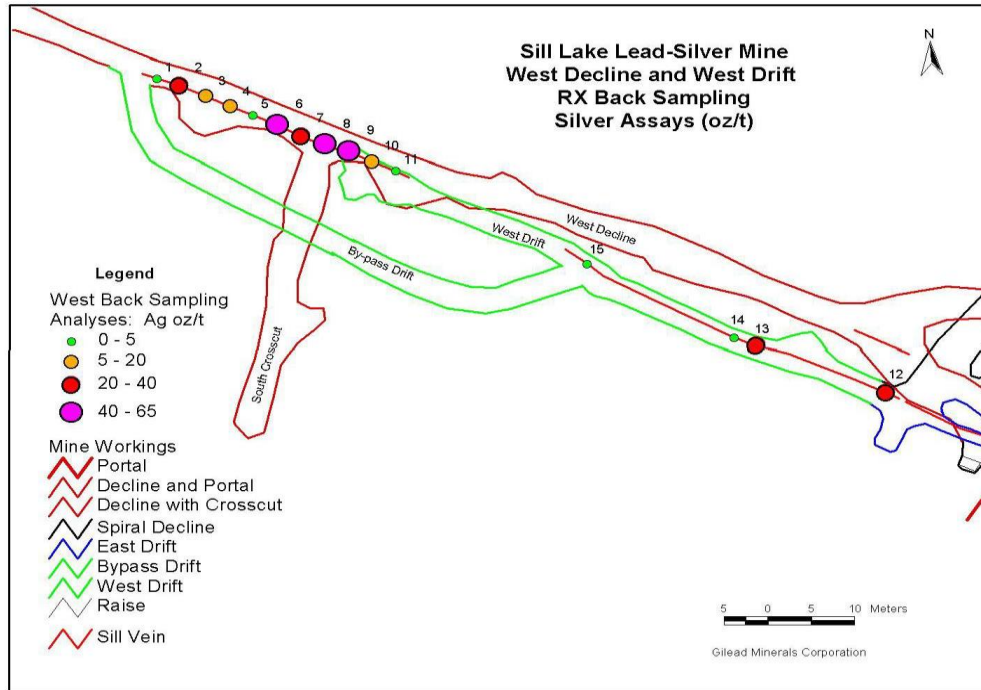 Sill Lake Lead-Silver Mine
West Decline and West Drift
RX Back Sampling
Silver Assays (oz/t)
N
1
2
3
4
5
6
7
8
9
10
11
West Decline
West Drift
15
By-pass Drift
14
13
12
South Crosscut
Legend
West Back Sampling
Analyses: Ag oz/t
0 - 5
5 - 20
20 - 40
40 - 65
Mine Workings
Portal
Decline and Portal
Decline with Crosscut
Spiral Decline
East Drift
Bypass Drift
West Drift
Raise
Sill Vein
5 0 5 10 Meters
Gilead Minerals Corporation